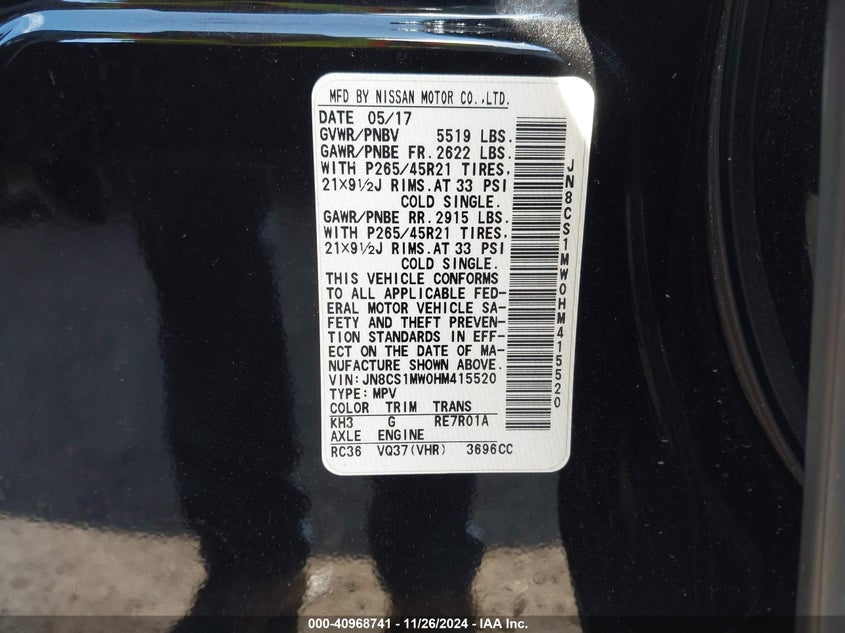 MFD BY NISSAN MOTOR CO.,LTD.
DATE 05/17
GVWR/PNBV 5519 LBS.
GAWR/PNBE FR. 2622 LBS.
WITH P265/45R21 TIRES,
21×9½J RIMS. AT 33 PSI
COLD SINGLE.
GAWR/PNBE RR. 2915 LBS.
WITH P265/45R21 TIRES,
21×9½J RIMS. AT 33 PSI
COLD SINGLE.
THIS VEHICLE CONFORMS
TO ALL APPLICABLE FED-
ERAL MOTOR VEHICLE SA-
FETY AND THEFT PREVEN-
TION STANDARDS IN EFF-
ECT ON THE DATE OF MA-
NUFACTURE SHOWN ABOVE.
VIN: JN8CS1MW0HM415520
TYPE: MPV
COLOR TRIM TRANS
KH3 G RE7R01A
AXLE ENGINE
RC36 VQ37(VHR) 3696CC
JN8CS1MW0HM415520
000-40968741 - 11/26/2024 - IAA Inc.